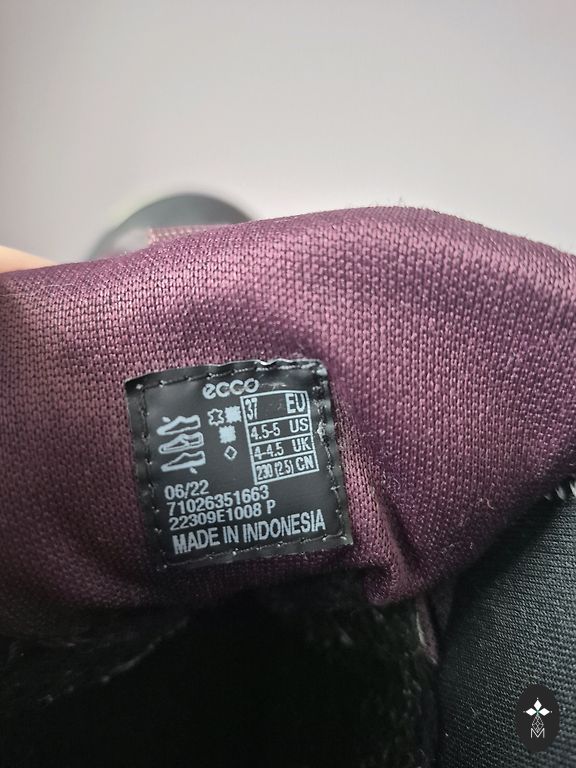 ecco
37 EU
4.5-5 US
4-4.5 UK
230 (2.5) CN
06/22
71026351663
22309E1008 P
MADE IN INDONESIA
M